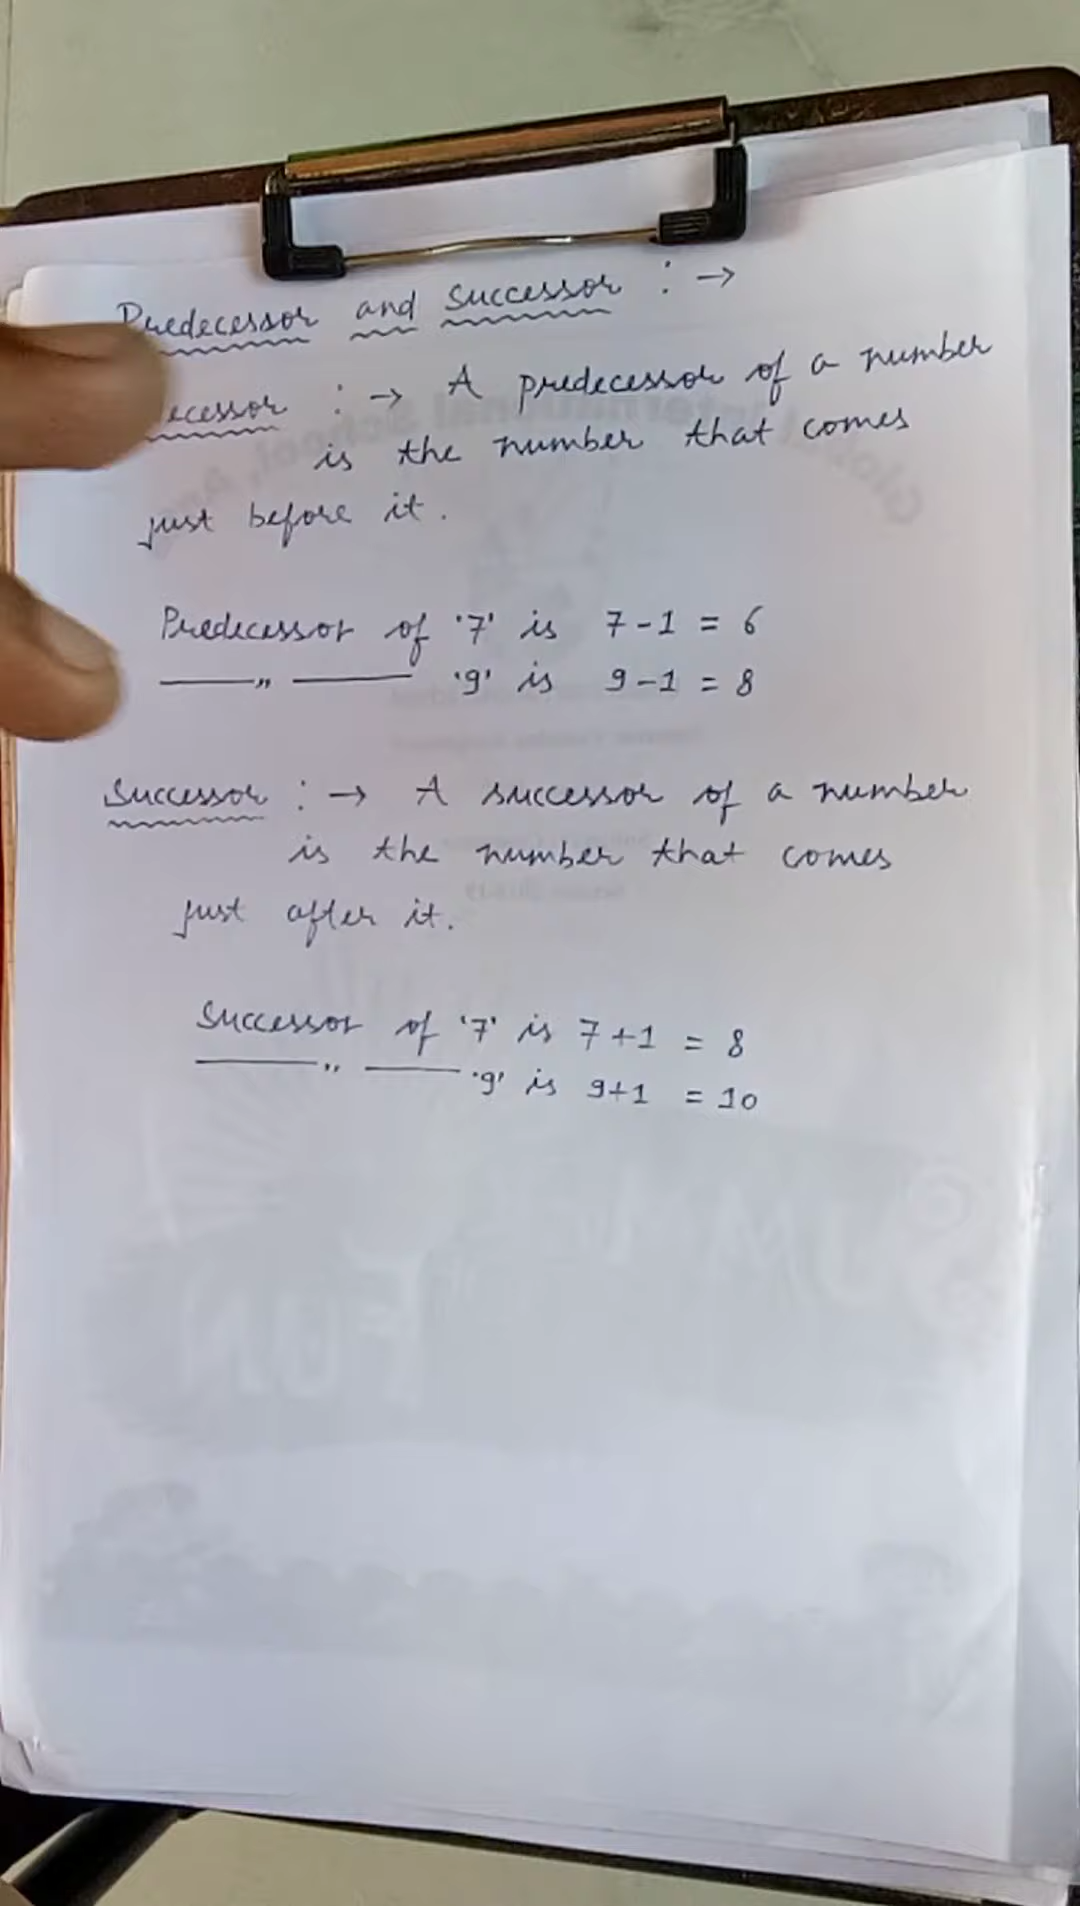 Predecessor and Successor : →
ecessor : → A predecessor of a number
is the number that comes
just before it.
Predecessor of '7' is 7-1 = 6
—— ,, —— '9' is 9-1 = 8
Successor : → A successor of a number
is the number that comes
just after it.
Successor of '7' is 7+1 = 8
—— ,, —— '9' is 9+1 = 10